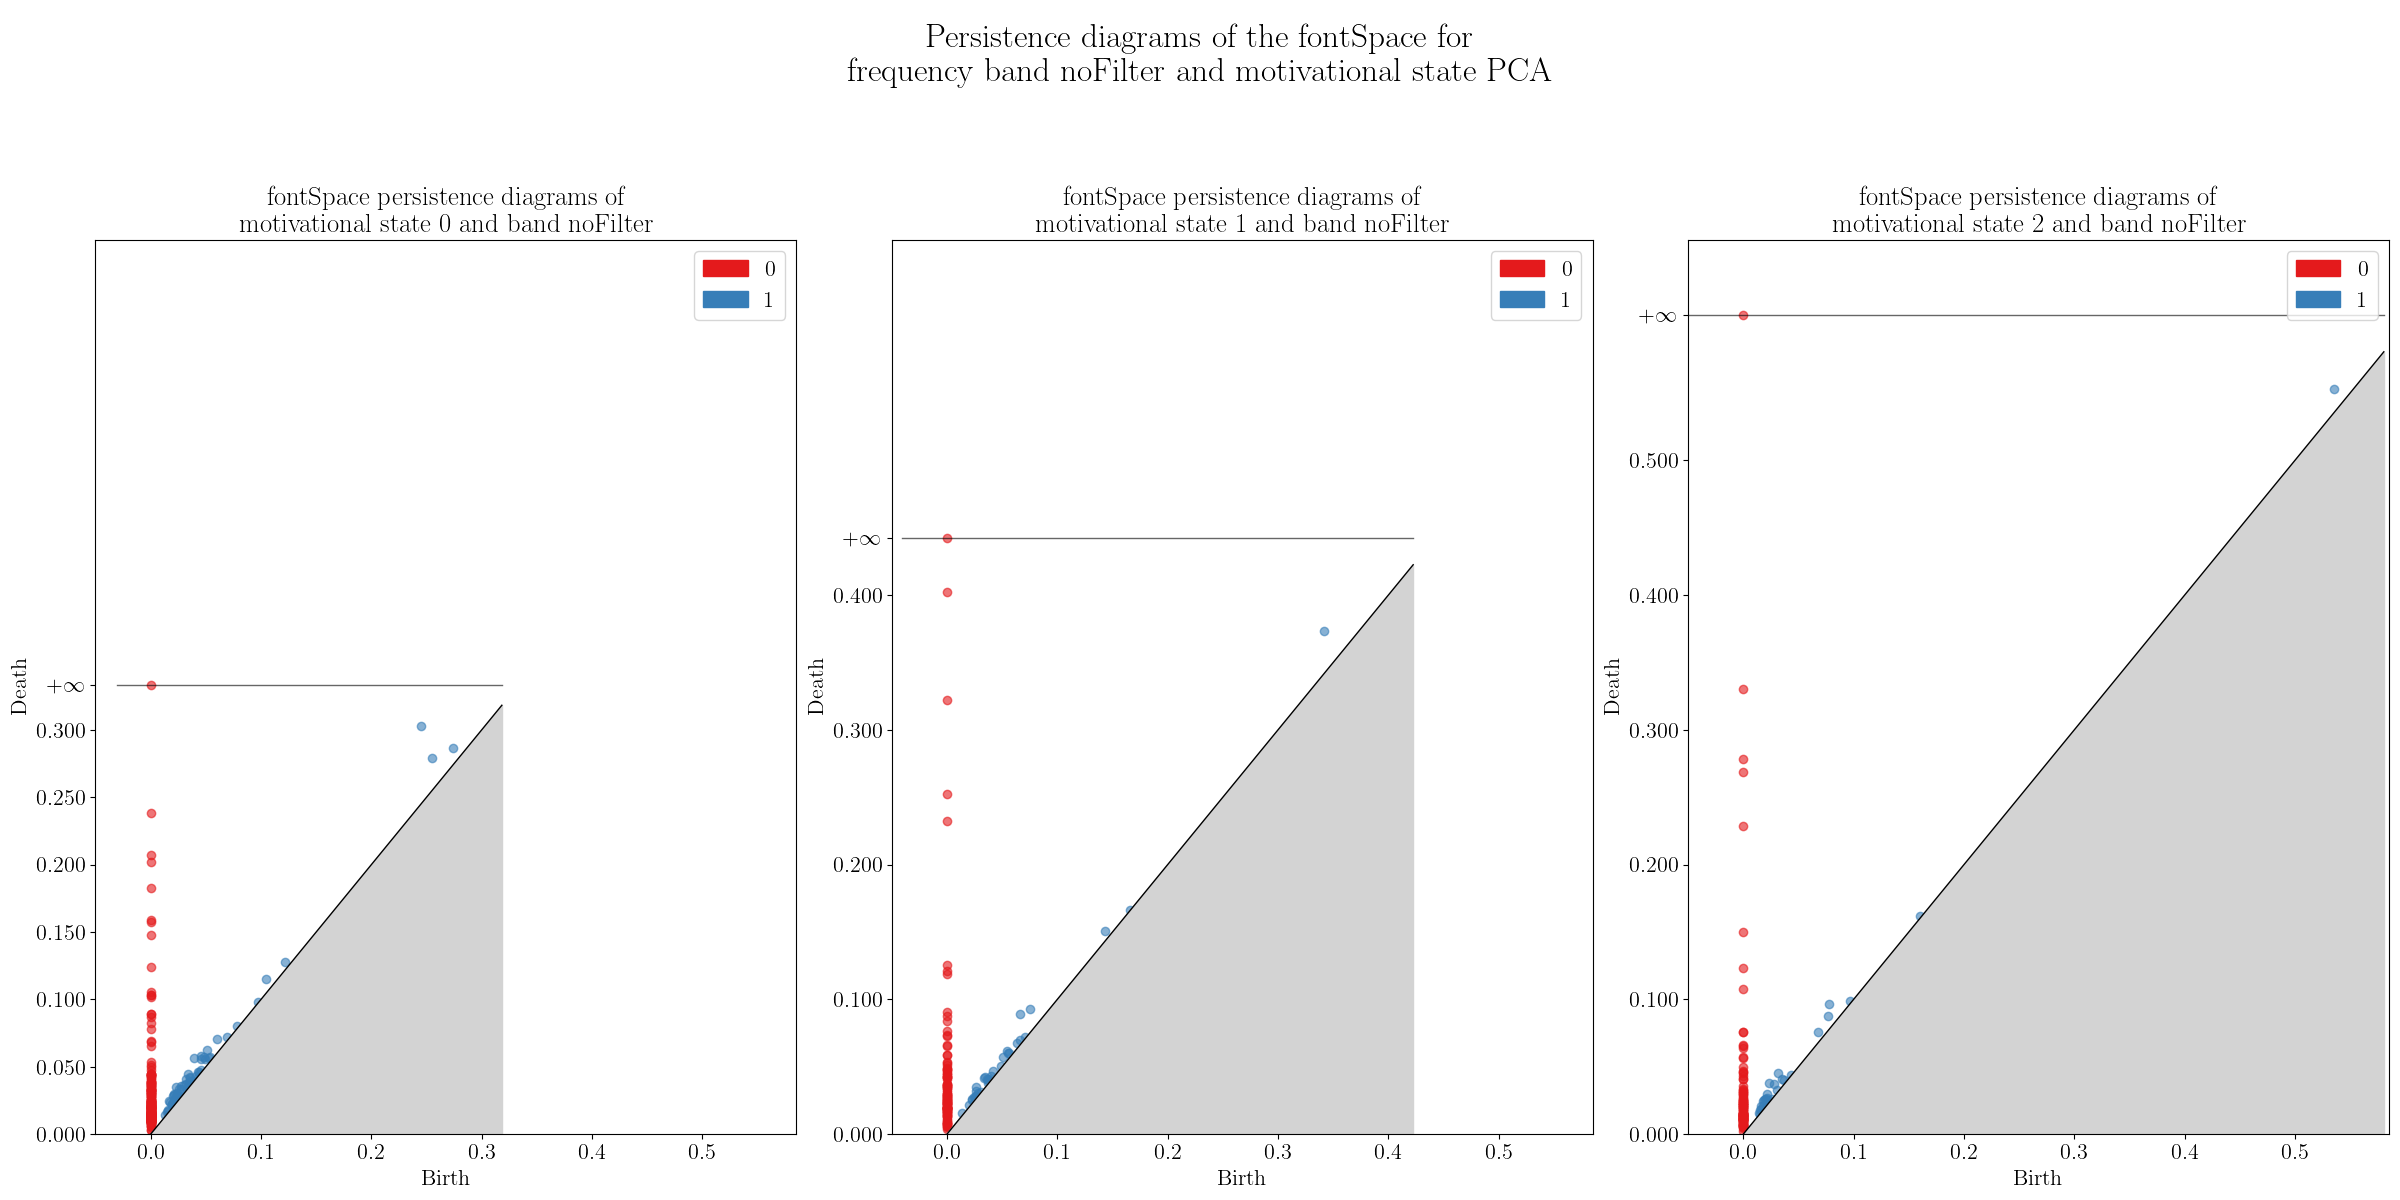 Persistence diagrams of the fontSpace for
frequency band noFilter and motivational state PCA
fontSpace persistence diagrams of
motivational state 0 and band noFilter
0
1
+∞
0.300
0.250
0.200
0.150
0.100
0.050
0.000
Death
0.0 0.1 0.2 0.3 0.4 0.5
Birth
fontSpace persistence diagrams of
motivational state 1 and band noFilter
0
1
+∞
0.400
0.300
0.200
0.100
0.000
Death
0.0 0.1 0.2 0.3 0.4 0.5
Birth
fontSpace persistence diagrams of
motivational state 2 and band noFilter
0
1
+∞
0.500
0.400
0.300
0.200
0.100
0.000
Death
0.0 0.1 0.2 0.3 0.4 0.5
Birth